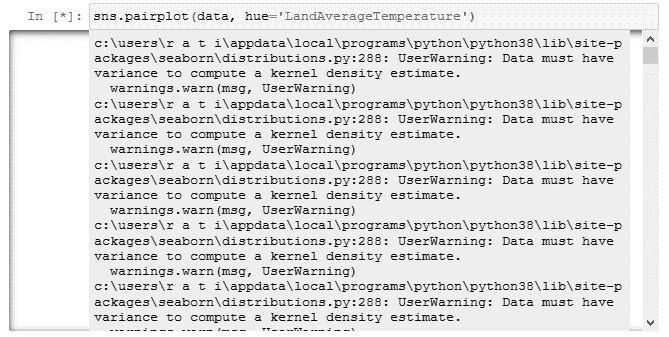 In [*]: sns.pairplot(data, hue='LandAverageTemperature')
c:\users\r a t i\appdata\local\programs\python\python38\lib\site-p
ackages\seaborn\distributions.py:288: UserWarning: Data must have
variance to compute a kernel density estimate.
warnings.warn(msg, UserWarning)
c:\users\r a t i\appdata\local\programs\python\python38\lib\site-p
ackages\seaborn\distributions.py:288: UserWarning: Data must have
variance to compute a kernel density estimate.
warnings.warn(msg, UserWarning)
c:\users\r a t i\appdata\local\programs\python\python38\lib\site-p
ackages\seaborn\distributions.py:288: UserWarning: Data must have
variance to compute a kernel density estimate.
warnings.warn(msg, UserWarning)
c:\users\r a t i\appdata\local\programs\python\python38\lib\site-p
ackages\seaborn\distributions.py:288: UserWarning: Data must have
variance to compute a kernel density estimate.
warnings.warn(msg, UserWarning)
c:\users\r a t i\appdata\local\programs\python\python38\lib\site-p
ackages\seaborn\distributions.py:288: UserWarning: Data must have
variance to compute a kernel density estimate.
warnings.warn(msg, UserWarning)